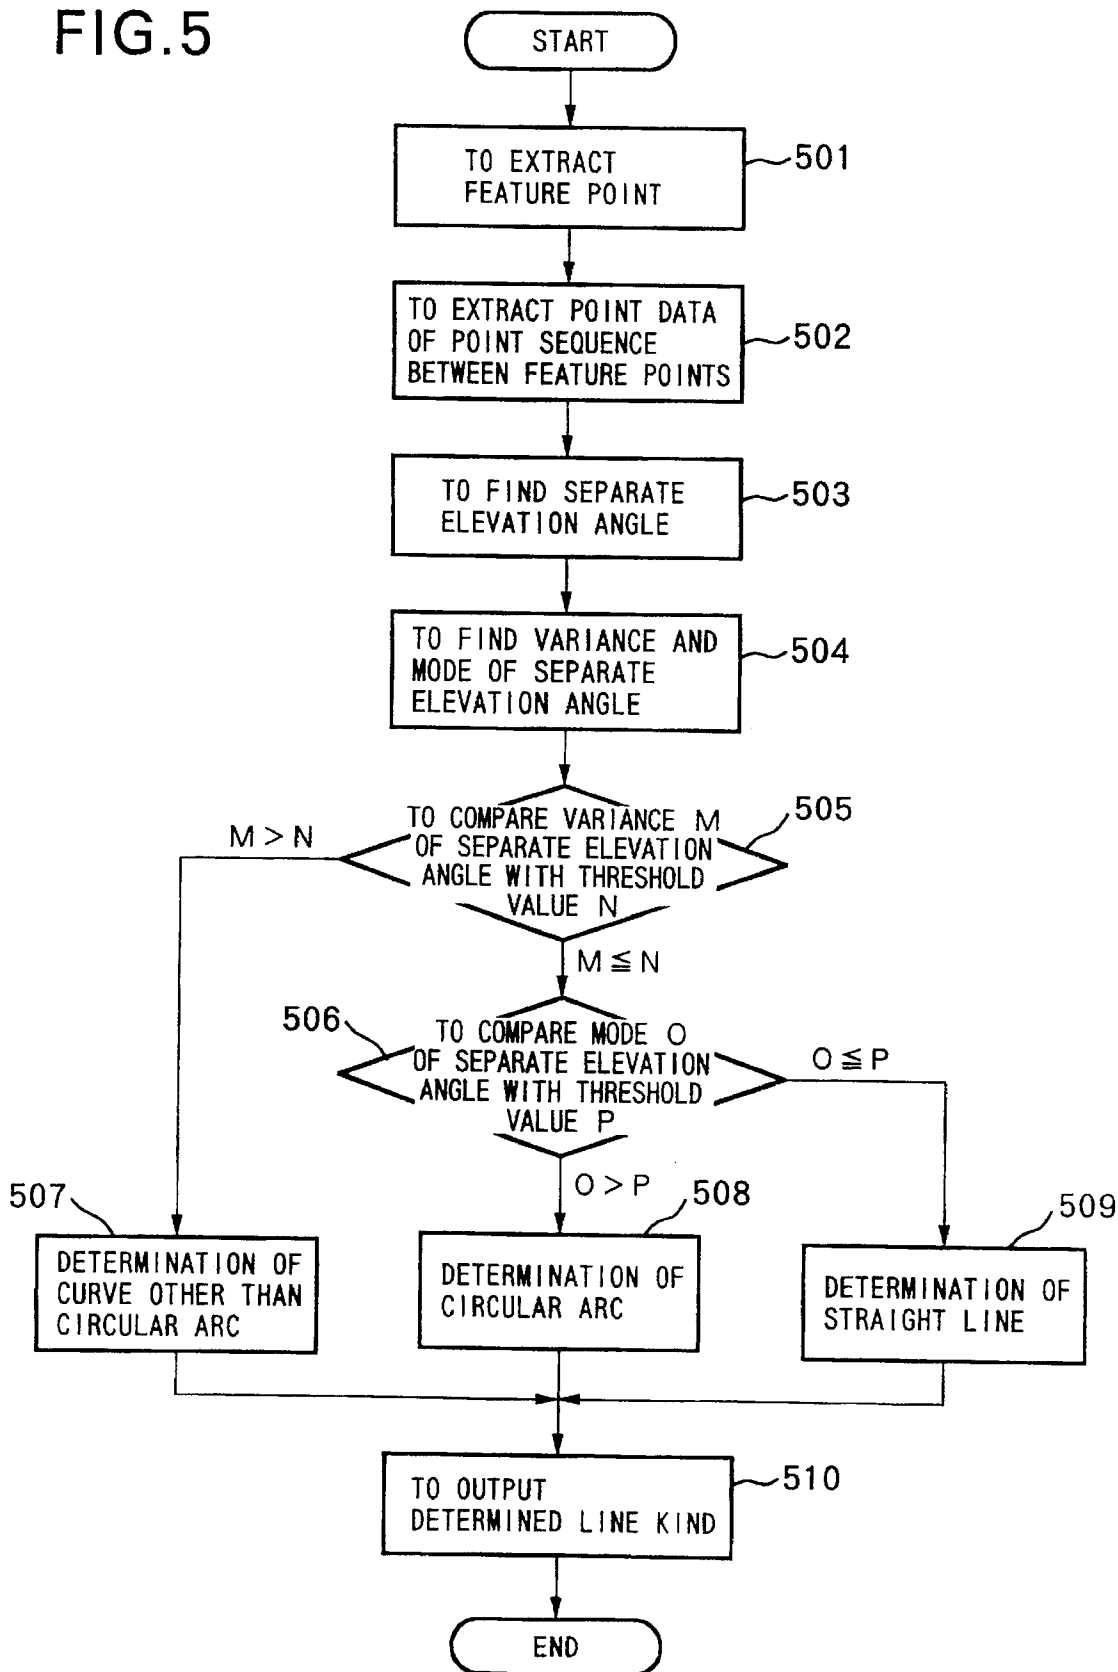 FIG.5
START
TO EXTRACT
FEATURE POINT
501
TO EXTRACT POINT DATA
OF POINT SEQUENCE
BETWEEN FEATURE POINTS
502
TO FIND SEPARATE
ELEVATION ANGLE
503
TO FIND VARIANCE AND
MODE OF SEPARATE
ELEVATION ANGLE
504
TO COMPARE VARIANCE M
OF SEPARATE ELEVATION
ANGLE WITH THRESHOLD
VALUE N
505
M > N
M ≦ N
506
TO COMPARE MODE O
OF SEPARATE ELEVATION
ANGLE WITH THRESHOLD
VALUE P
O ≦ P
O > P
507
DETERMINATION OF
CURVE OTHER THAN
CIRCULAR ARC
508
DETERMINATION OF
CIRCULAR ARC
509
DETERMINATION OF
STRAIGHT LINE
TO OUTPUT
DETERMINED LINE KIND
510
END